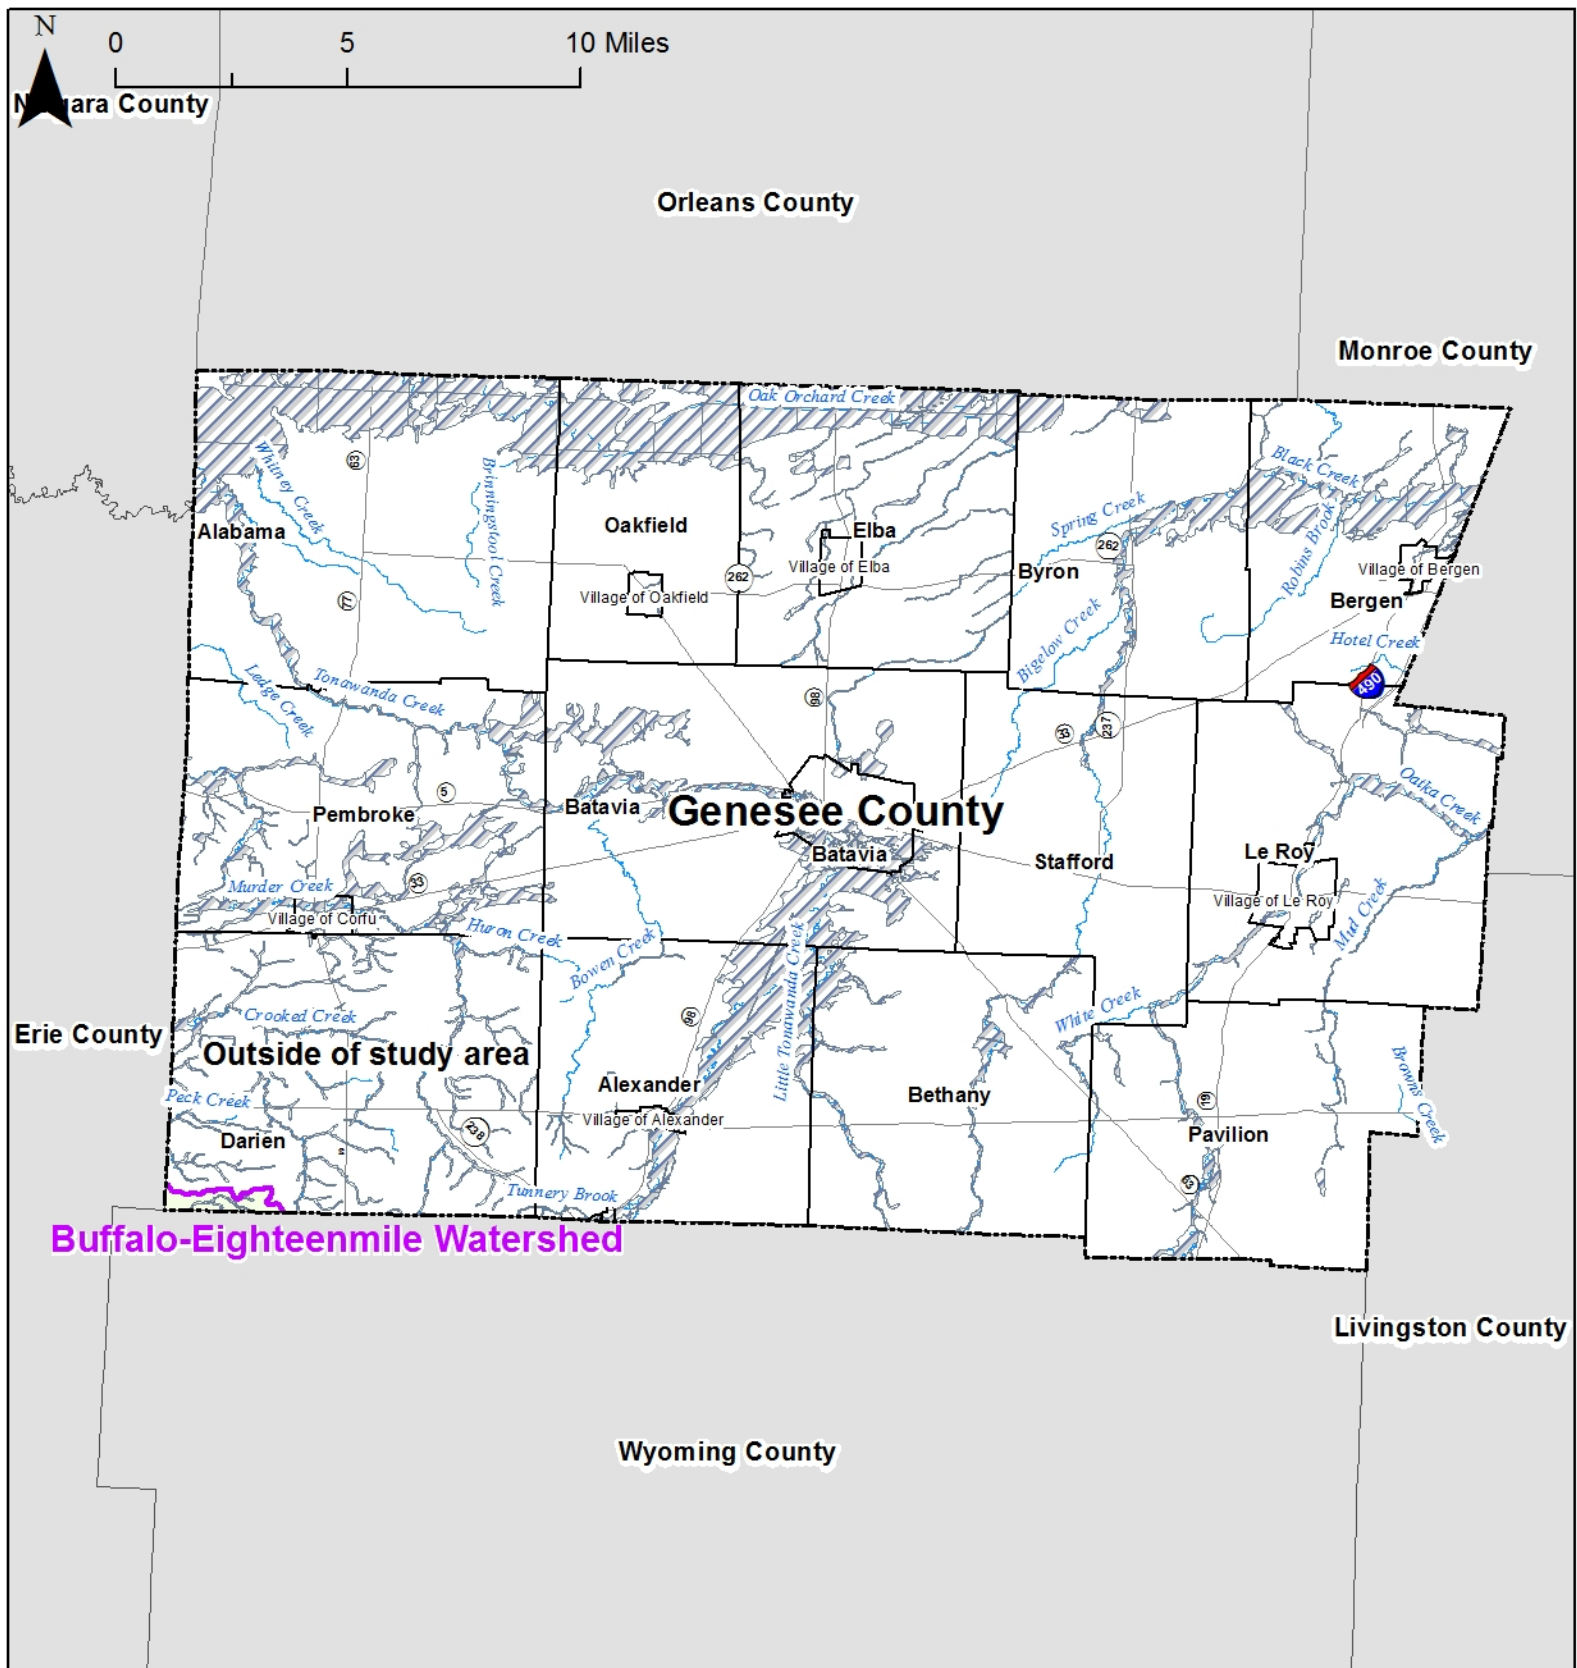 N
0 5 10 Miles
Niagara County
Orleans County
Monroe County
Oak Orchard Creek
63
Whitney Creek
Brinningstool Creek
Black Creek
Spring Creek
Robins Brook
Alabama
Oakfield
Elba
262
Village of Elba
Byron
Village of Bergen
262
77
Village of Oakfield
Bergen
Bigelow Creek
Hotel Creek
490
Ledge Creek
Tonawanda Creek
98
33
237
5
Pembroke
Batavia
Genesee County
Oatka Creek
Batavia
Stafford
Le Roy
33
Murder Creek
Village of Corfu
Village of Le Roy
Mud Creek
Huron Creek
Bowen Creek
Little Tonawanda Creek
White Creek
Crooked Creek
98
Erie County
Outside of study area
Browns Creek
Alexander
Bethany
Peck Creek
19
Village of Alexander
238
Darien
Pavilion
63
Tunnery Brook
Buffalo-Eighteenmile Watershed
Livingston County
Wyoming County